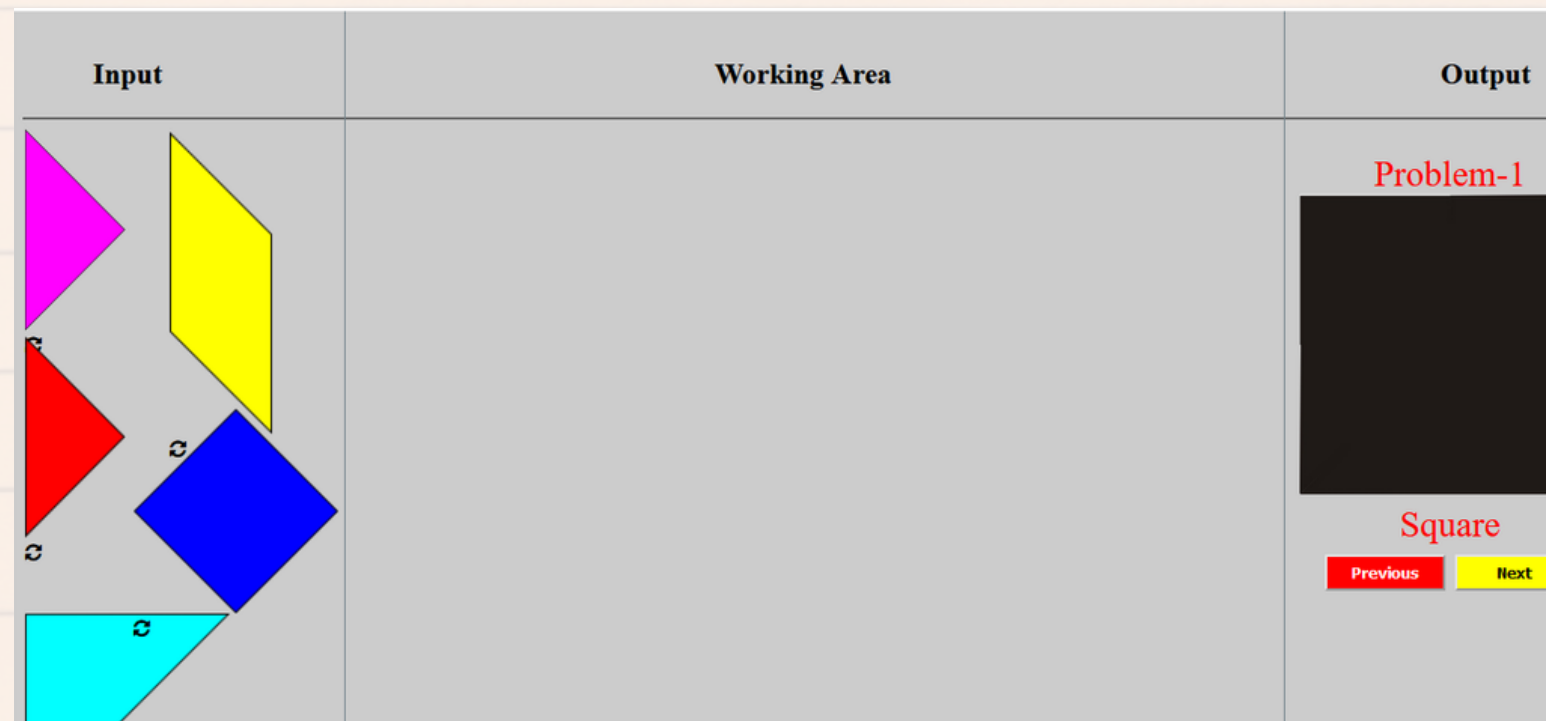 Input
Working Area
Output
Problem-1
Square
Previous
Next